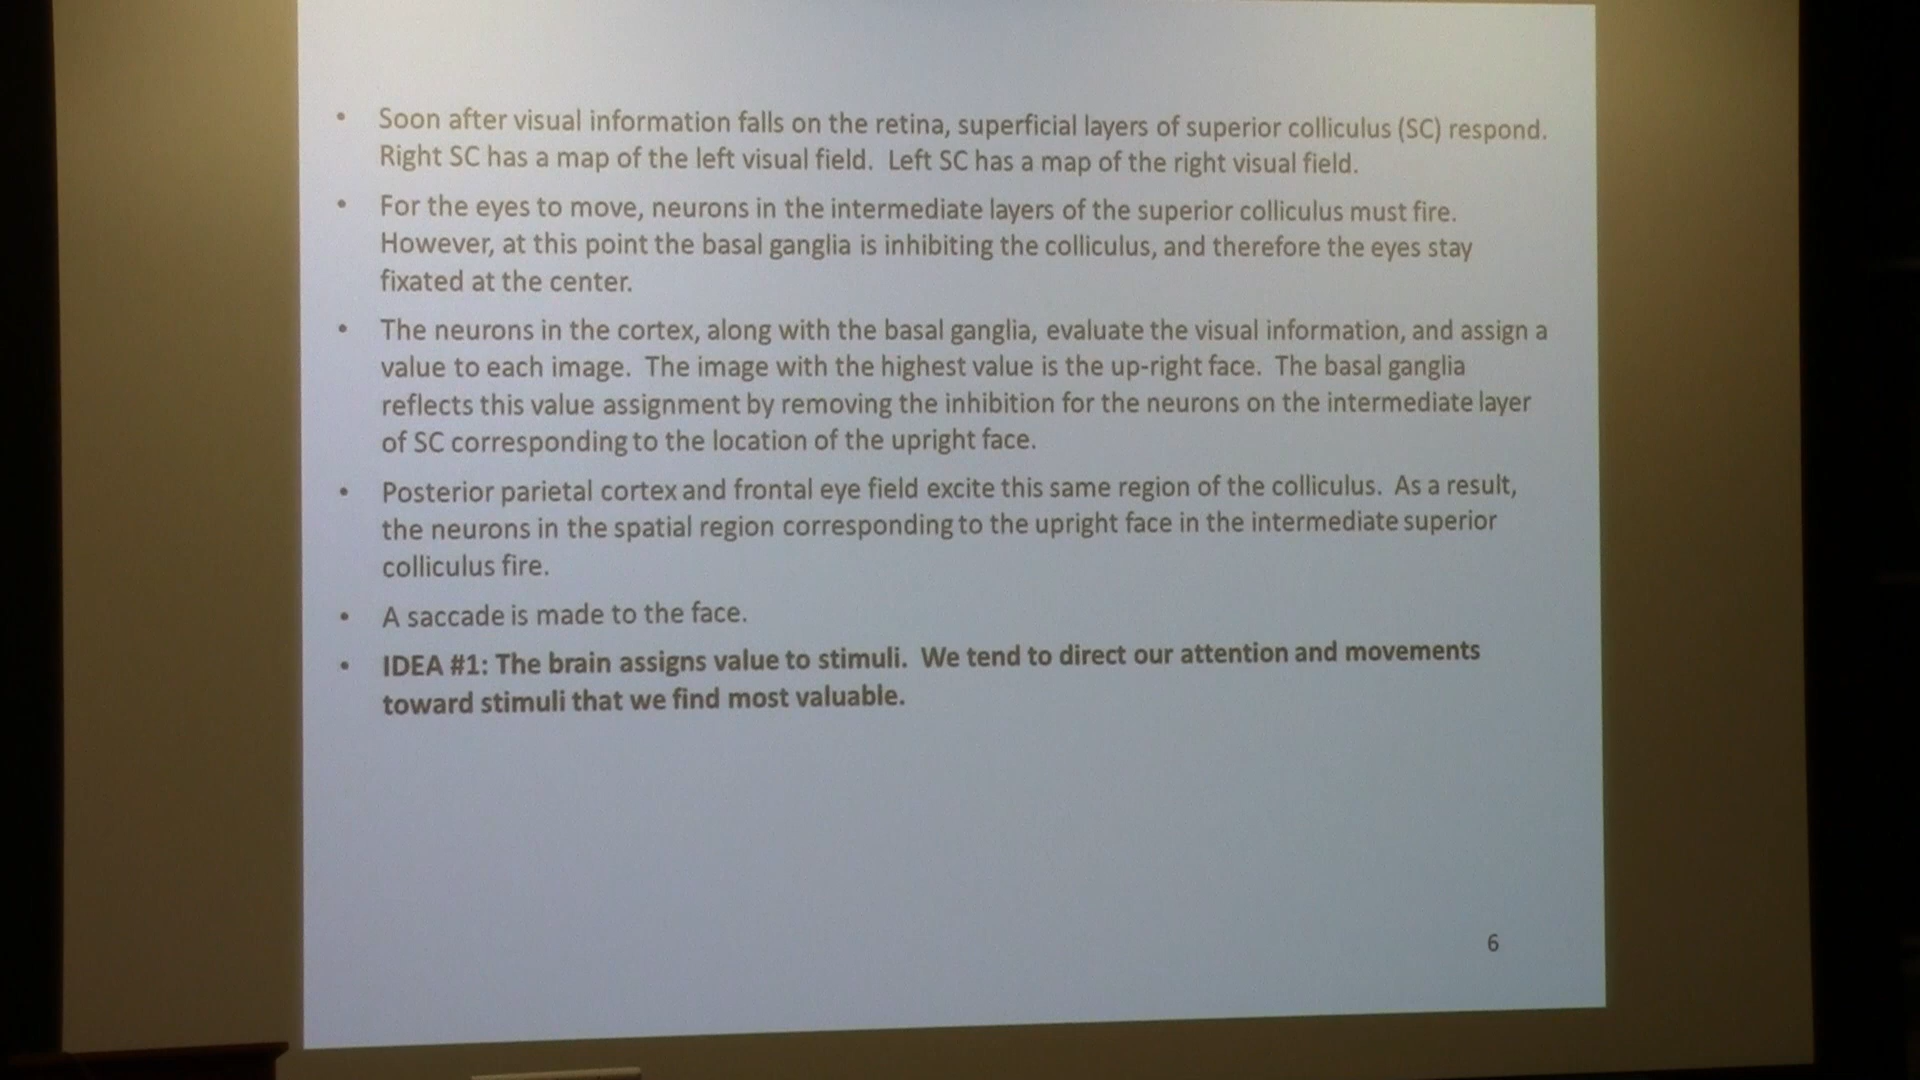 • Soon after visual information falls on the retina, superficial layers of superior colliculus (SC) respond.
Right SC has a map of the left visual field. Left SC has a map of the right visual field.
• For the eyes to move, neurons in the intermediate layers of the superior colliculus must fire.
However, at this point the basal ganglia is inhibiting the colliculus, and therefore the eyes stay
fixated at the center.
• The neurons in the cortex, along with the basal ganglia, evaluate the visual information, and assign a
value to each image. The image with the highest value is the up-right face. The basal ganglia
reflects this value assignment by removing the inhibition for the neurons on the intermediate layer
of SC corresponding to the location of the upright face.
• Posterior parietal cortex and frontal eye field excite this same region of the colliculus. As a result,
the neurons in the spatial region corresponding to the upright face in the intermediate superior
colliculus fire.
• A saccade is made to the face.
• IDEA #1: The brain assigns value to stimuli. We tend to direct our attention and movements
toward stimuli that we find most valuable.
6